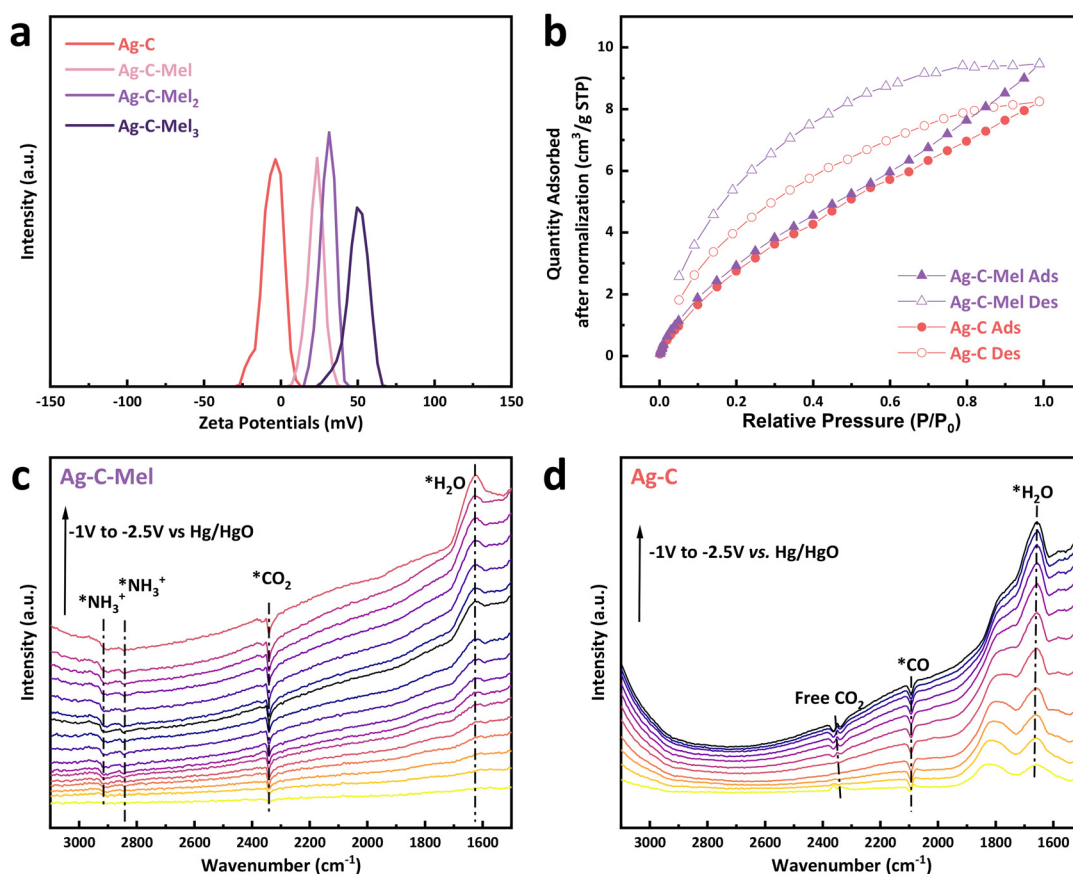 a
Ag-C
Ag-C-Mel
Ag-C-Mel₂
Ag-C-Mel₃
Intensity (a.u.)
-150 -100 -50 0 50 100 150
Zeta Potentials (mV)
b
10
8
6
4
2
0
Quantity Adsorbed
after normalization (cm³/g STP)
Ag-C-Mel Ads
Ag-C-Mel Des
Ag-C Ads
Ag-C Des
0.0 0.2 0.4 0.6 0.8 1.0
Relative Pressure (P/P₀)
c
Ag-C-Mel
-1V to -2.5V vs Hg/HgO
*NH₃⁺
*NH₃⁺
*CO₂
*H₂O
Intensity (a.u.)
3000 2800 2600 2400 2200 2000 1800 1600
Wavenumber (cm⁻¹)
d
Ag-C
-1V to -2.5V vs. Hg/HgO
Free CO₂
*CO
*H₂O
Intensity (a.u.)
3000 2800 2600 2400 2200 2000 1800 1600
Wavenumber (cm⁻¹)